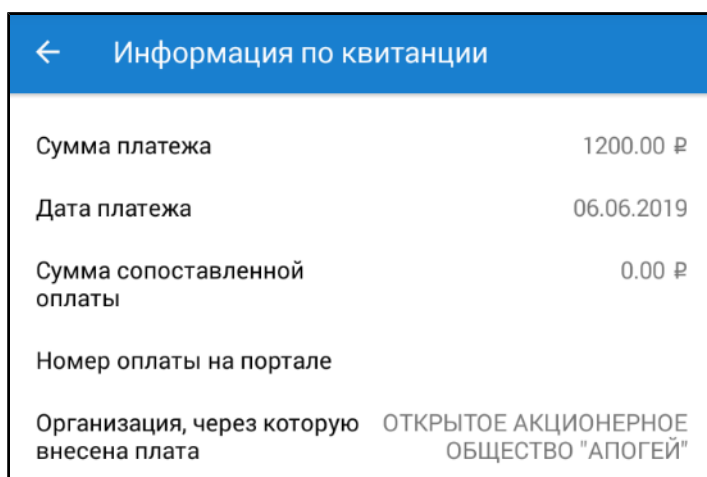 Информация по квитанции
Сумма платежа 1200.00 ₽
Дата платежа 06.06.2019
Сумма сопоставленной 0.00 ₽
оплаты
Номер оплаты на портале
Организация, через которую ОТКРЫТОЕ АКЦИОНЕРНОЕ
внесена плата ОБЩЕСТВО "АПОГЕЙ"